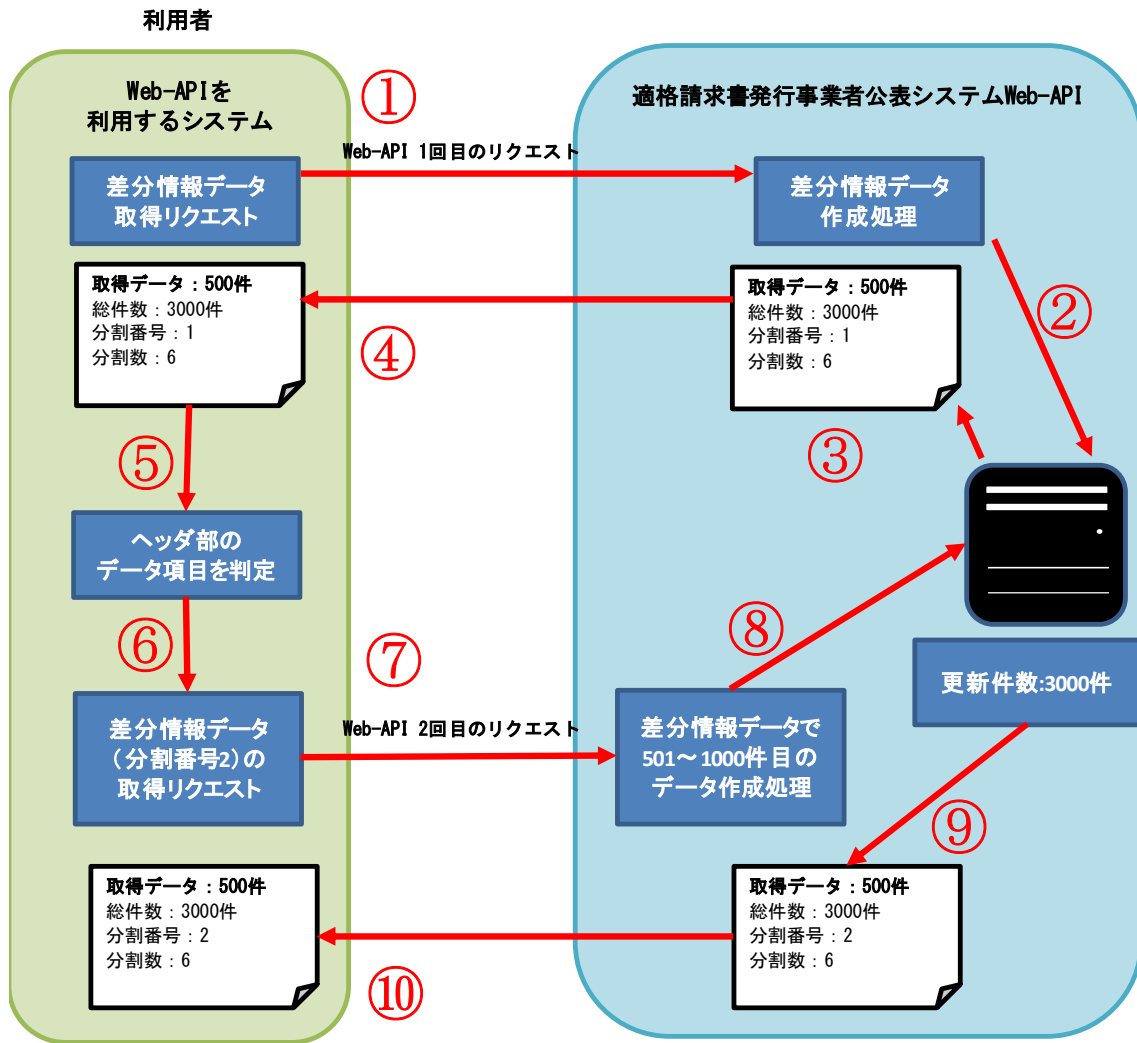 利用者
Web-APIを
利用するシステム
①
適格請求書発行事業者公表システムWeb-API
Web-API 1回目のリクエスト
差分情報データ
取得リクエスト
差分情報データ
作成処理
取得データ：500件
総件数：3000件
分割番号：1
分割数：6
④
取得データ：500件
総件数：3000件
分割番号：1
分割数：6
②
③
⑤
ヘッダ部の
データ項目を判定
⑥
⑦
⑧
更新件数:3000件
Web-API 2回目のリクエスト
差分情報データ
（分割番号2）の
取得リクエスト
差分情報データで
501～1000件目の
データ作成処理
⑨
取得データ：500件
総件数：3000件
分割番号：2
分割数：6
⑩
取得データ：500件
総件数：3000件
分割番号：2
分割数：6